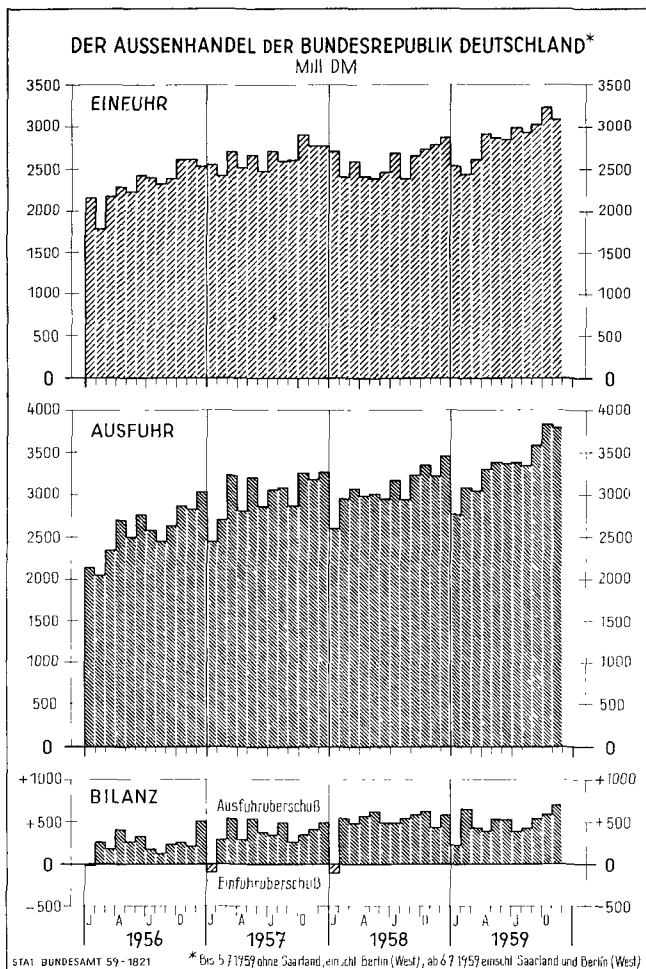 DER AUSSENHANDEL DER BUNDESREPUBLIK DEUTSCHLAND*
Mill DM
3500 3500
EINFUHR
3000 3000
2500 2500
2000 2000
1500 1500
1000 1000
500 500
0 0
4000 4000
AUSFUHR
3500 3500
3000 3000
2500 2500
2000 2000
1500 1500
1000 1000
500 500
0 0
+1000 +1000
BILANZ
Ausfuhruberschuß
+500 +500
0 0
Einfuhruberschuß
-500 -500
J A J O J A J O J A J O J A J O
1956 1957 1958 1959
STAT BUNDESAMT 59-1821
* Bis 5 7 1959 ohne Saarland, einschl Berlin (West), ab 6 7 1959 einschl Saarland und Berlin (West)